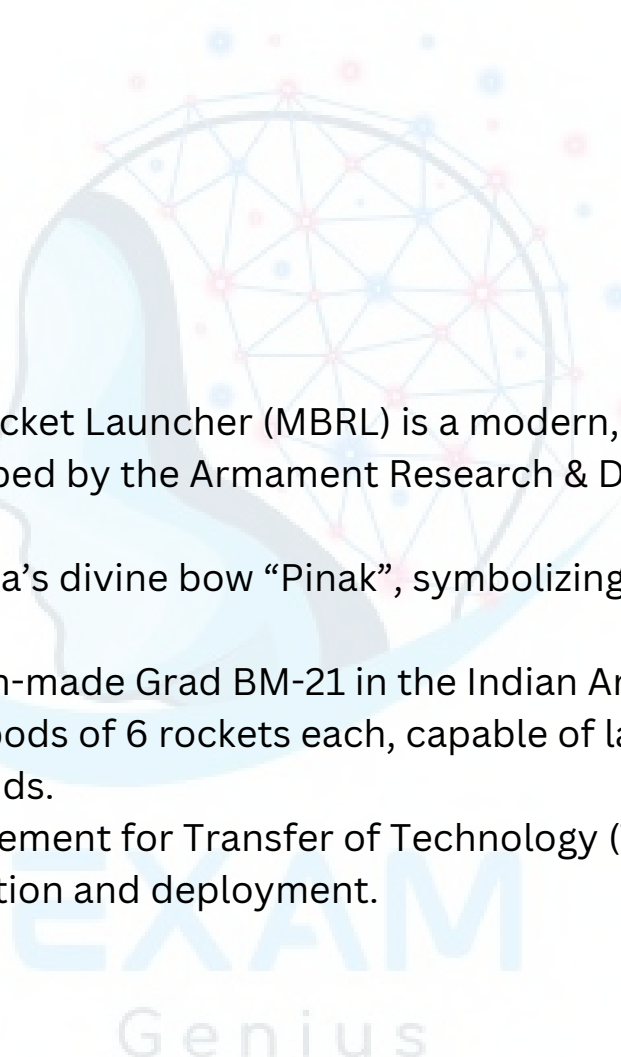 cket Launcher (MBRL) is a modern,
ped by the Armament Research & D
a’s divine bow “Pinak”, symbolizing
n-made Grad BM-21 in the Indian Ar
pods of 6 rockets each, capable of la
ds.
ement for Transfer of Technology (
tion and deployment.
EXAM
Genius